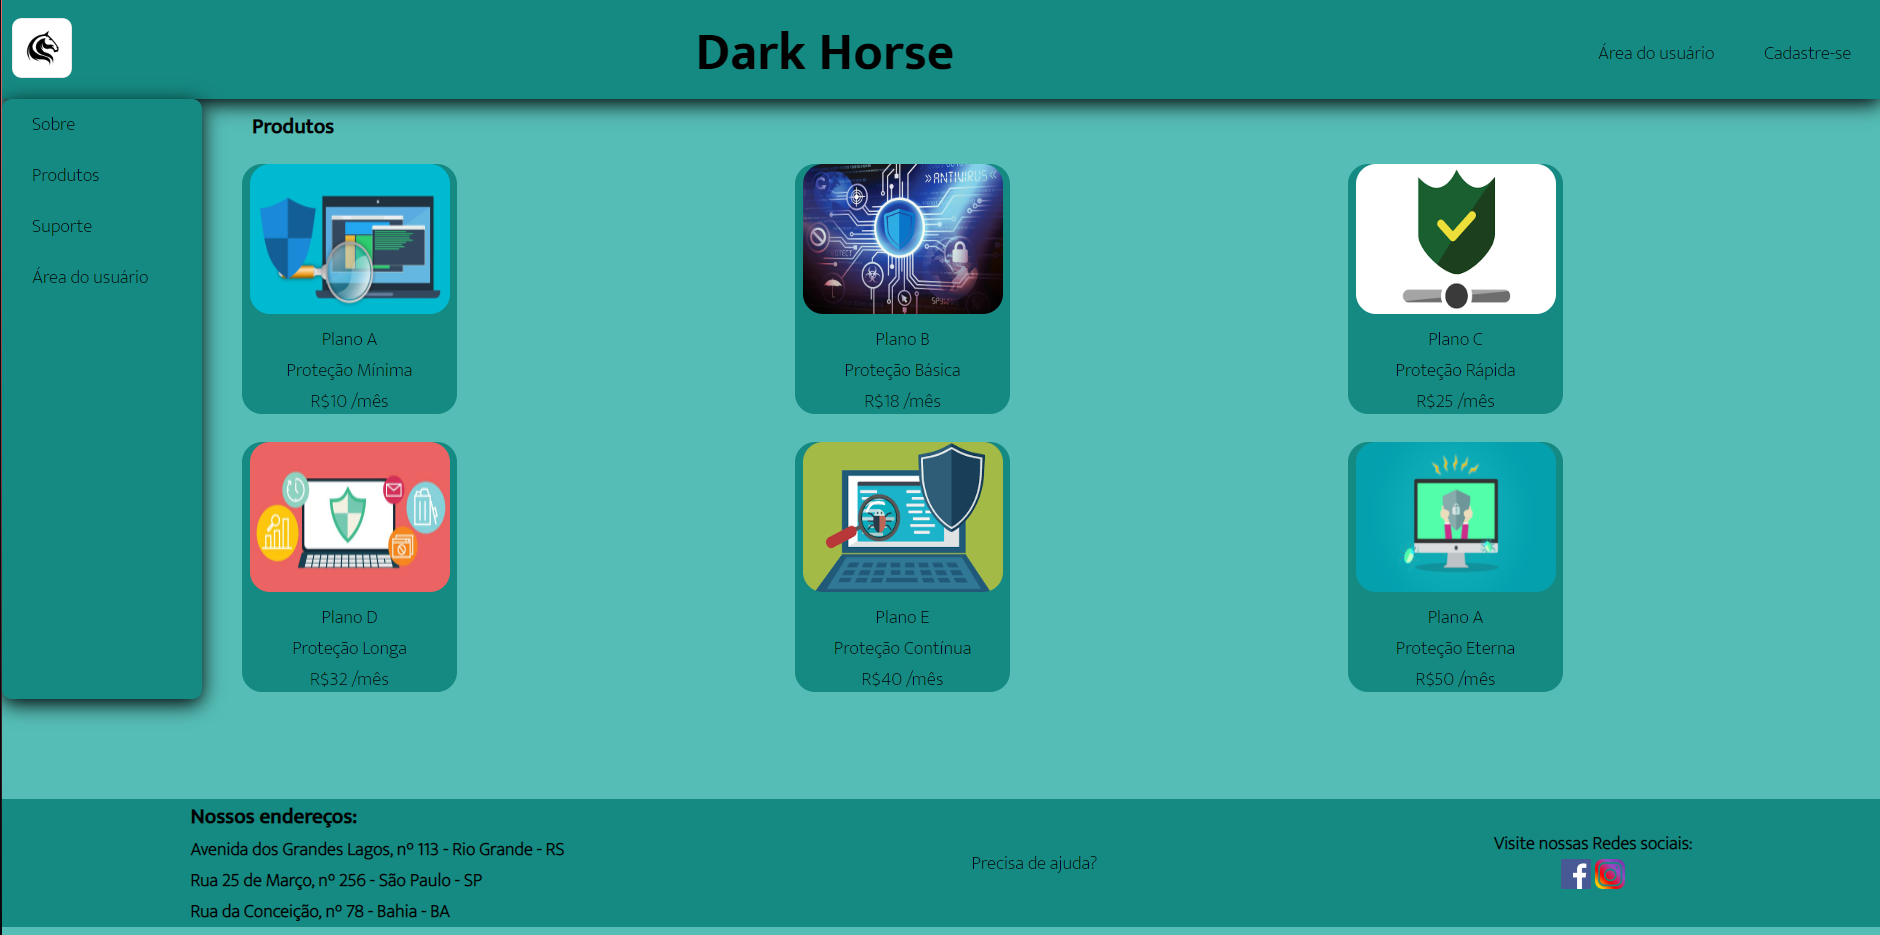 Dark Horse
Área do usuário
Cadastre-se
Sobre
Produtos
Suporte
Área do usuário
Produtos
»ANTIVIRUS«
Plano A
Proteção Mínima
R$10 /mês
Plano B
Proteção Básica
R$18 /mês
Plano C
Proteção Rápida
R$25 /mês
Plano D
Proteção Longa
R$32 /mês
Plano E
Proteção Contínua
R$40 /mês
Plano A
Proteção Eterna
R$50 /mês
Nossos endereços:
Avenida dos Grandes Lagos, nº 113 - Rio Grande - RS
Rua 25 de Março, nº 256 - São Paulo - SP
Rua da Conceição, nº 78 - Bahia - BA
Precisa de ajuda?
Visite nossas Redes sociais: